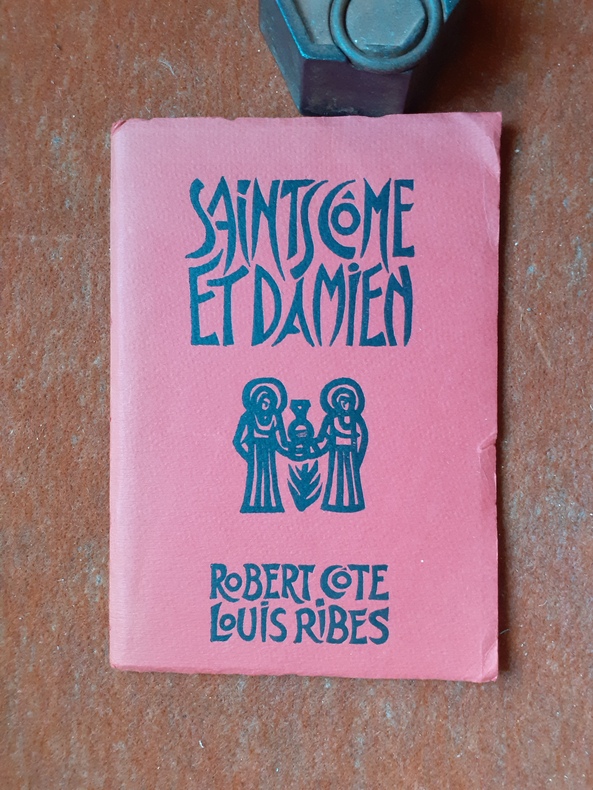 SAINTS CÔME
ET DAMIEN
ROBERT CÔTE
LOUIS RIBES